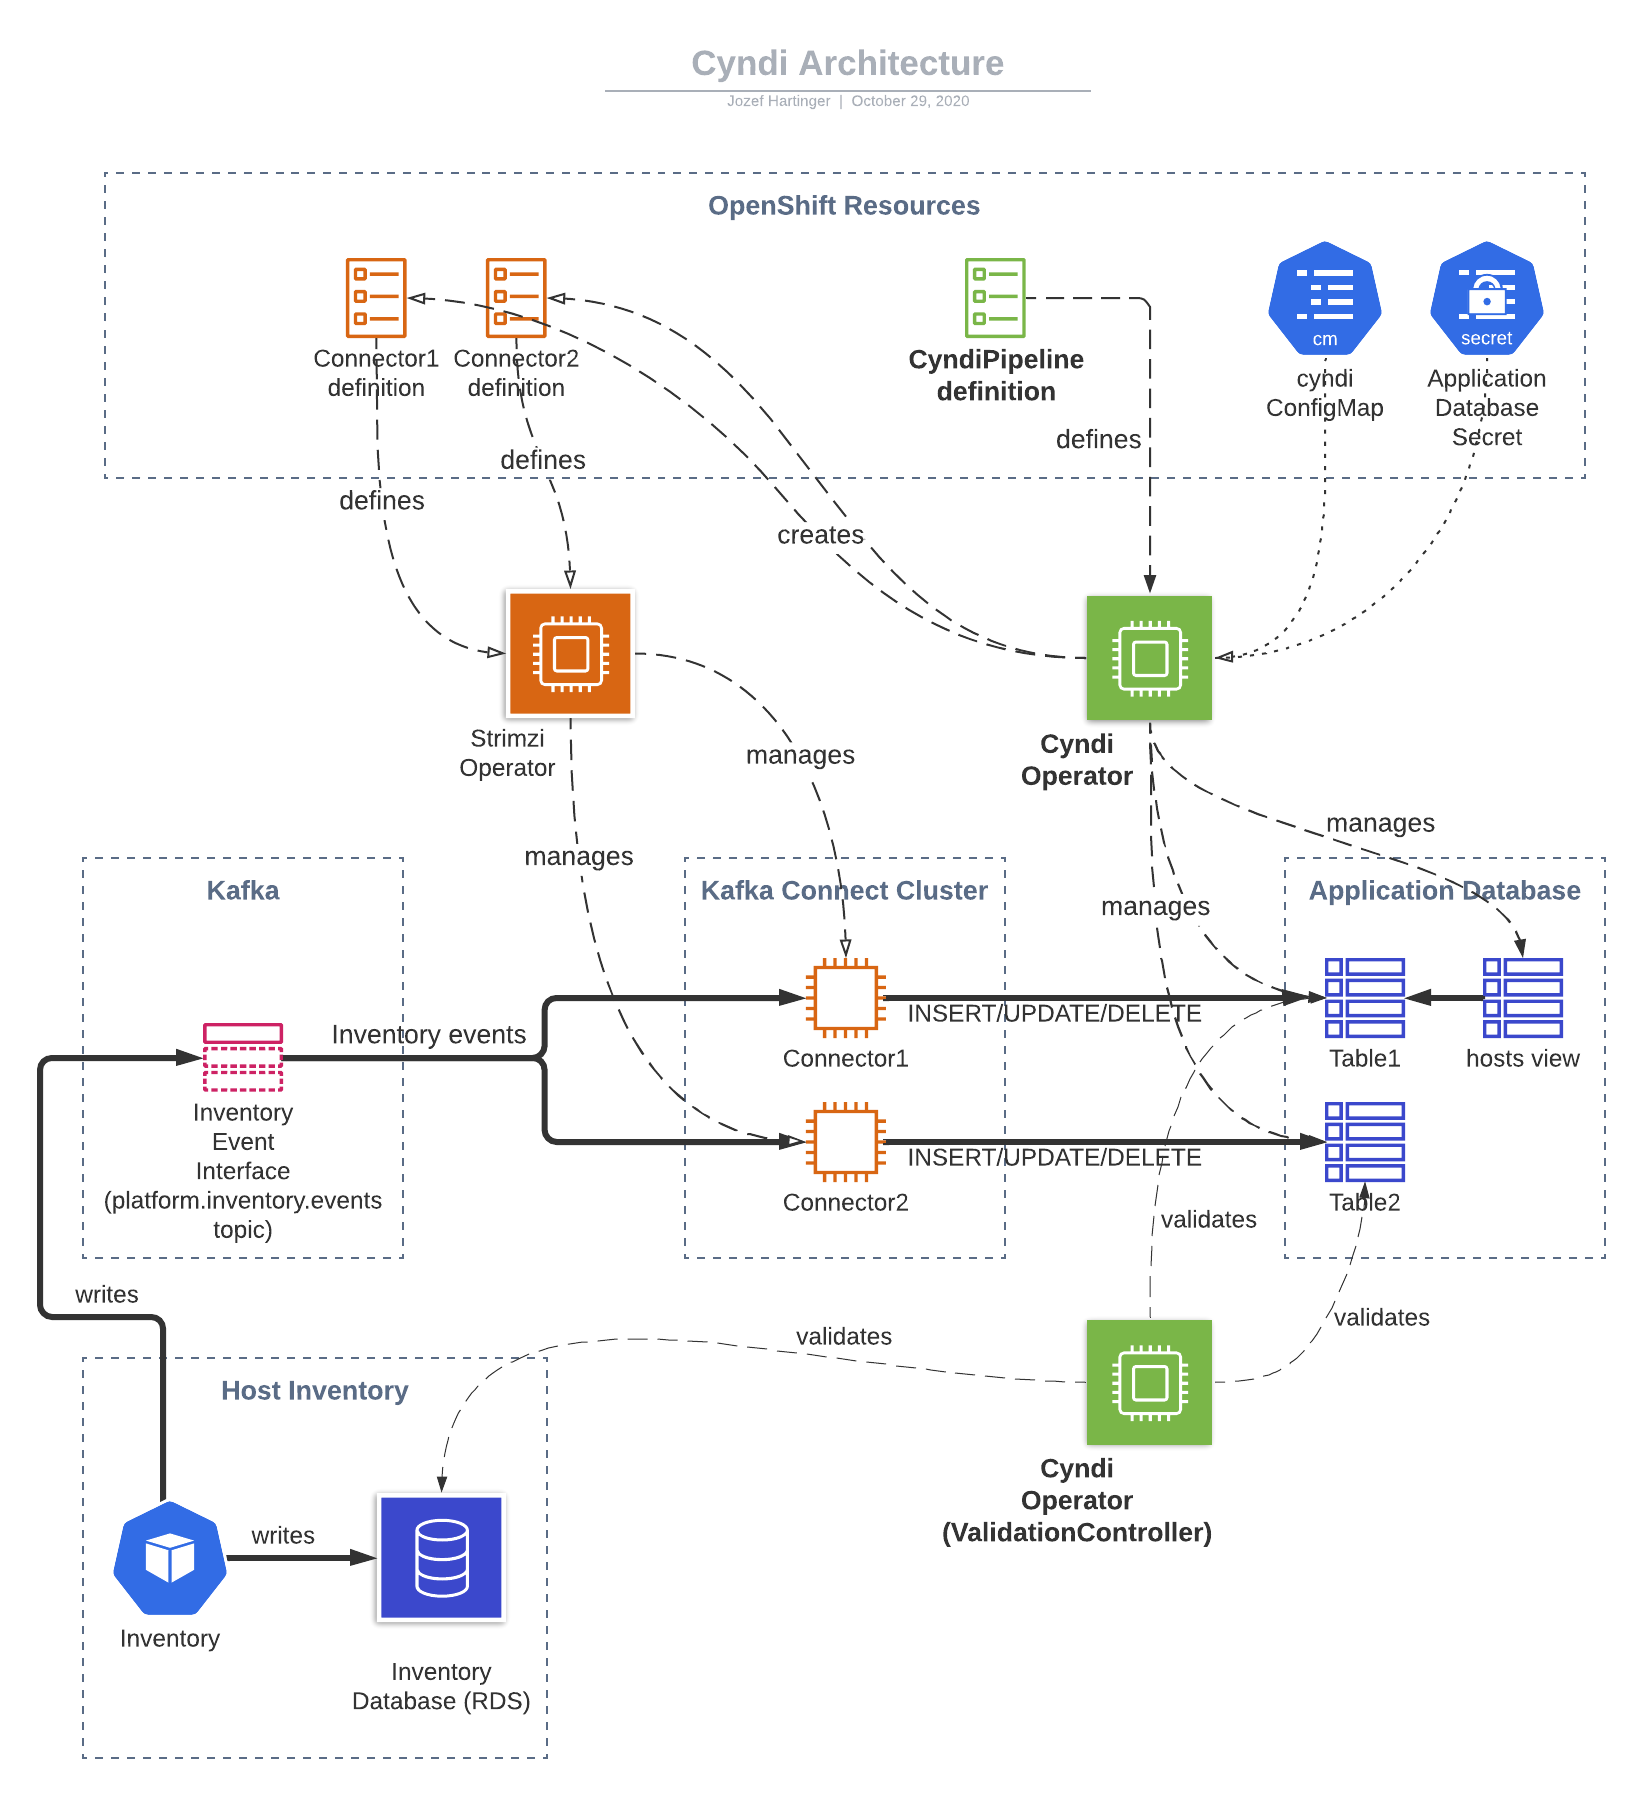 Cyndi Architecture
Jozef Hartinger | October 29, 2020
OpenShift Resources
cm
secret
Connector1
definition
Connector2
definition
CyndiPipeline
definition
cyndi
ConfigMap
Application
Database
Secret
defines
defines
defines
creates
Strimzi
Operator
manages
Cyndi
Operator
manages
manages
manages
Kafka
Kafka Connect Cluster
Application Database
Inventory events
INSERT/UPDATE/DELETE
Connector1
Table1
hosts view
Inventory
Event
Interface
(platform.inventory.events
topic)
INSERT/UPDATE/DELETE
Connector2
Table2
validates
writes
validates
validates
Host Inventory
Cyndi
Operator
(ValidationController)
writes
Inventory
Inventory
Database (RDS)